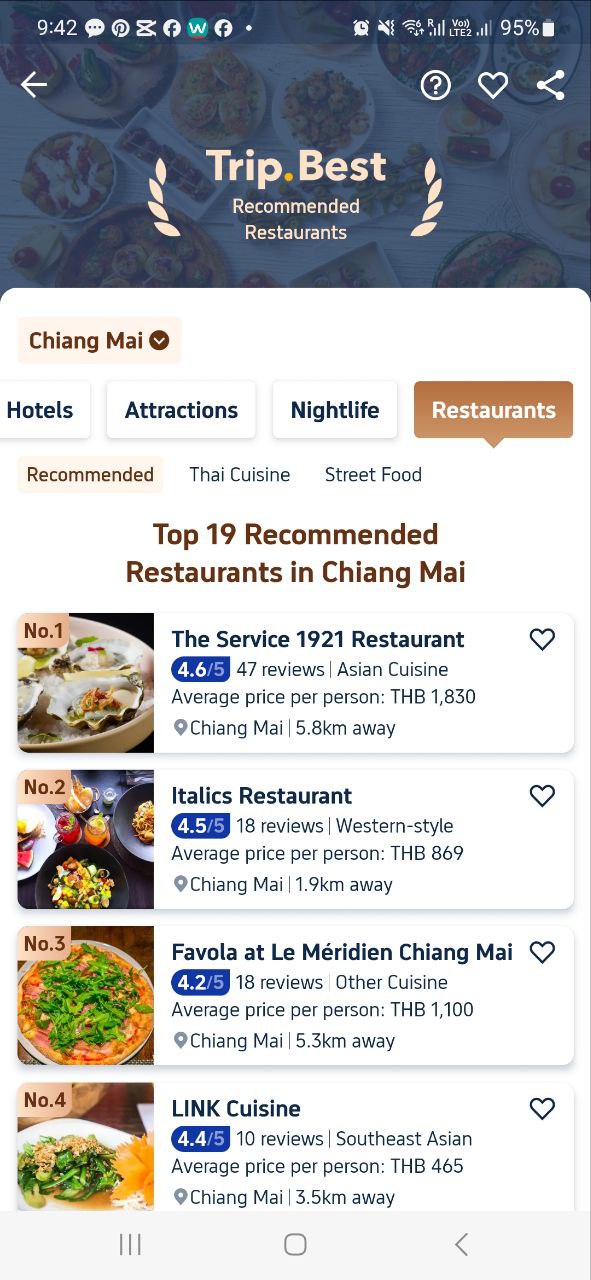 9:42
R
Vo))
LTE2
95%
Trip.Best
Recommended
Restaurants
Chiang Mai
Hotels
Attractions
Nightlife
Restaurants
Recommended
Thai Cuisine
Street Food
Top 19 Recommended
Restaurants in Chiang Mai
No.1
The Service 1921 Restaurant
4.6/5 47 reviews | Asian Cuisine
Average price per person: THB 1,830
Chiang Mai | 5.8km away
No.2
Italics Restaurant
4.5/5 18 reviews | Western-style
Average price per person: THB 869
Chiang Mai | 1.9km away
No.3
Favola at Le Méridien Chiang Mai
4.2/5 18 reviews | Other Cuisine
Average price per person: THB 1,100
Chiang Mai | 5.3km away
No.4
LINK Cuisine
4.4/5 10 reviews | Southeast Asian
Average price per person: THB 465
Chiang Mai | 3.5km away